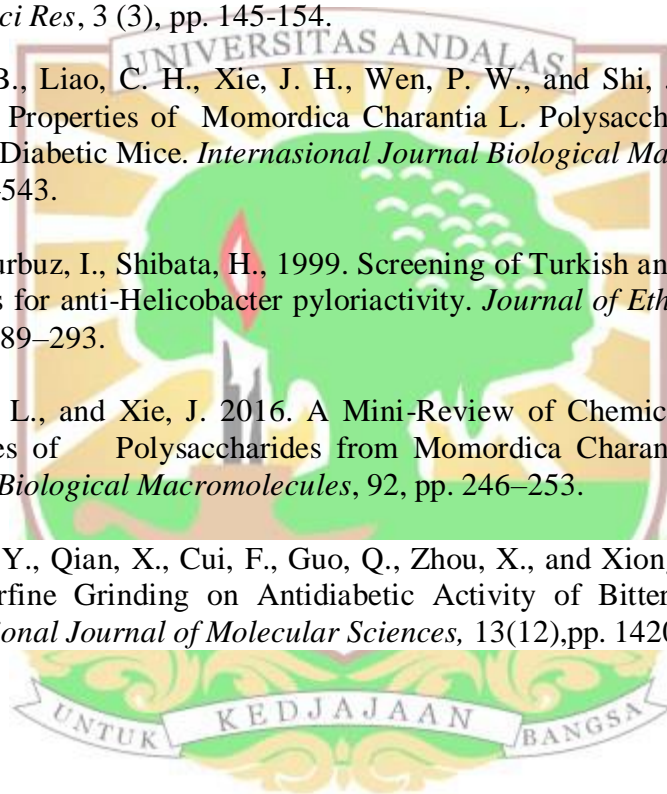 ci Res, 3 (3), pp. 145-154.
UNIVERSITAS ANDALAS
B., Liao, C. H., Xie, J. H., Wen, P. W., and Shi,
Properties of Momordica Charantia L. Polysacch
Diabetic Mice. Internasional Journal Biological Ma
543.
urbuz, I., Shibata, H., 1999. Screening of Turkish an
s for anti-Helicobacter pyloriactivity. Journal of Eth
89–293.
L., and Xie, J. 2016. A Mini-Review of Chemic
es of Polysaccharides from Momordica Charan
Biological Macromolecules, 92, pp. 246–253.
Y., Qian, X., Cui, F., Guo, Q., Zhou, X., and Xiong
rfine Grinding on Antidiabetic Activity of Bitter
ional Journal of Molecular Sciences, 13(12),pp. 1420
UNTUK KEDJAJAAN BANGSA